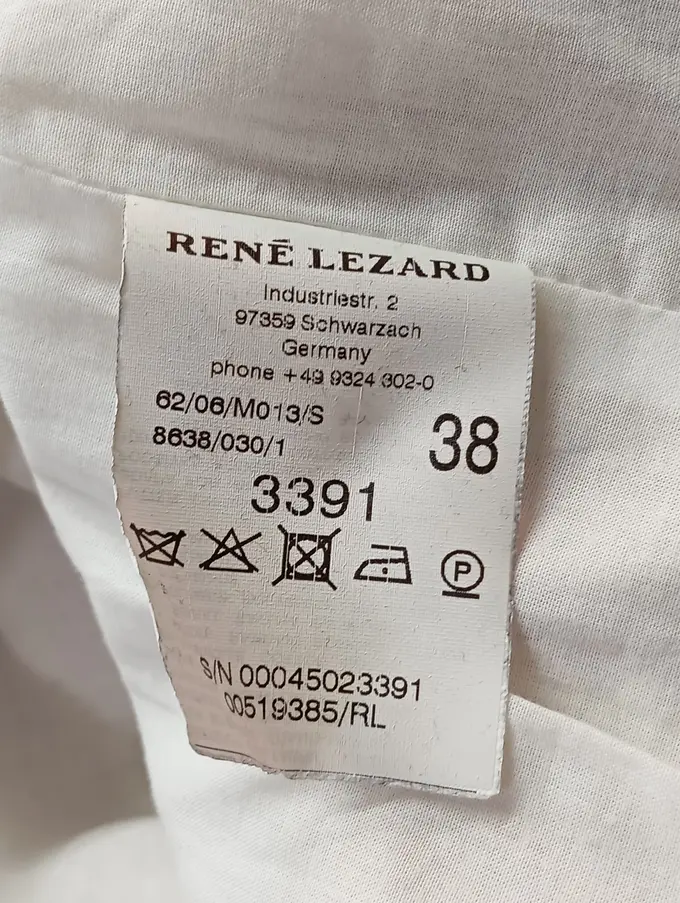 RENÉ LEZARD
Industriestr. 2
97359 Schwarzach
Germany
phone +49 9324 302-0
62/06/M013/S
8638/030/1
38
3391
P
S/N 00045023391
00519385/RL